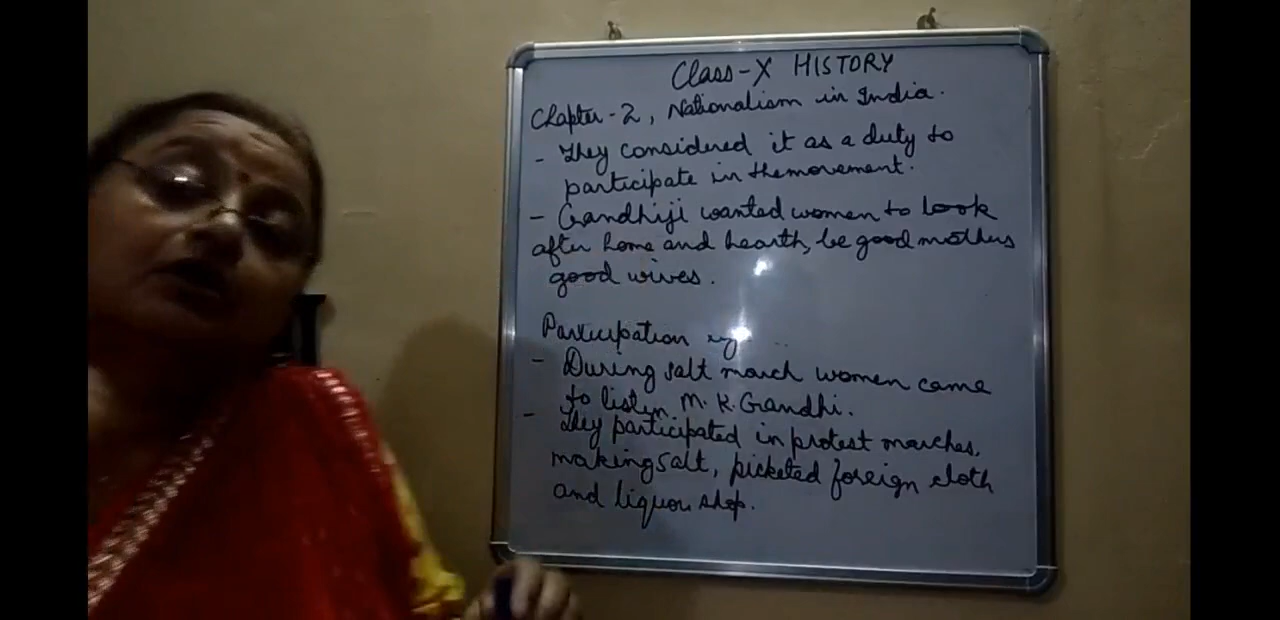 Class-X HISTORY
Chapter-2, Nationalism in India.
- They considered it as a duty to
participate in the movement.
- Gandhiji wanted women to look
after home and hearth, be good mothers
good wives.
Participation
- During salt march women came
to listen M. K. Gandhi.
- They participated in protest marches,
making salt, picketed foreign cloth
and liquor shop.